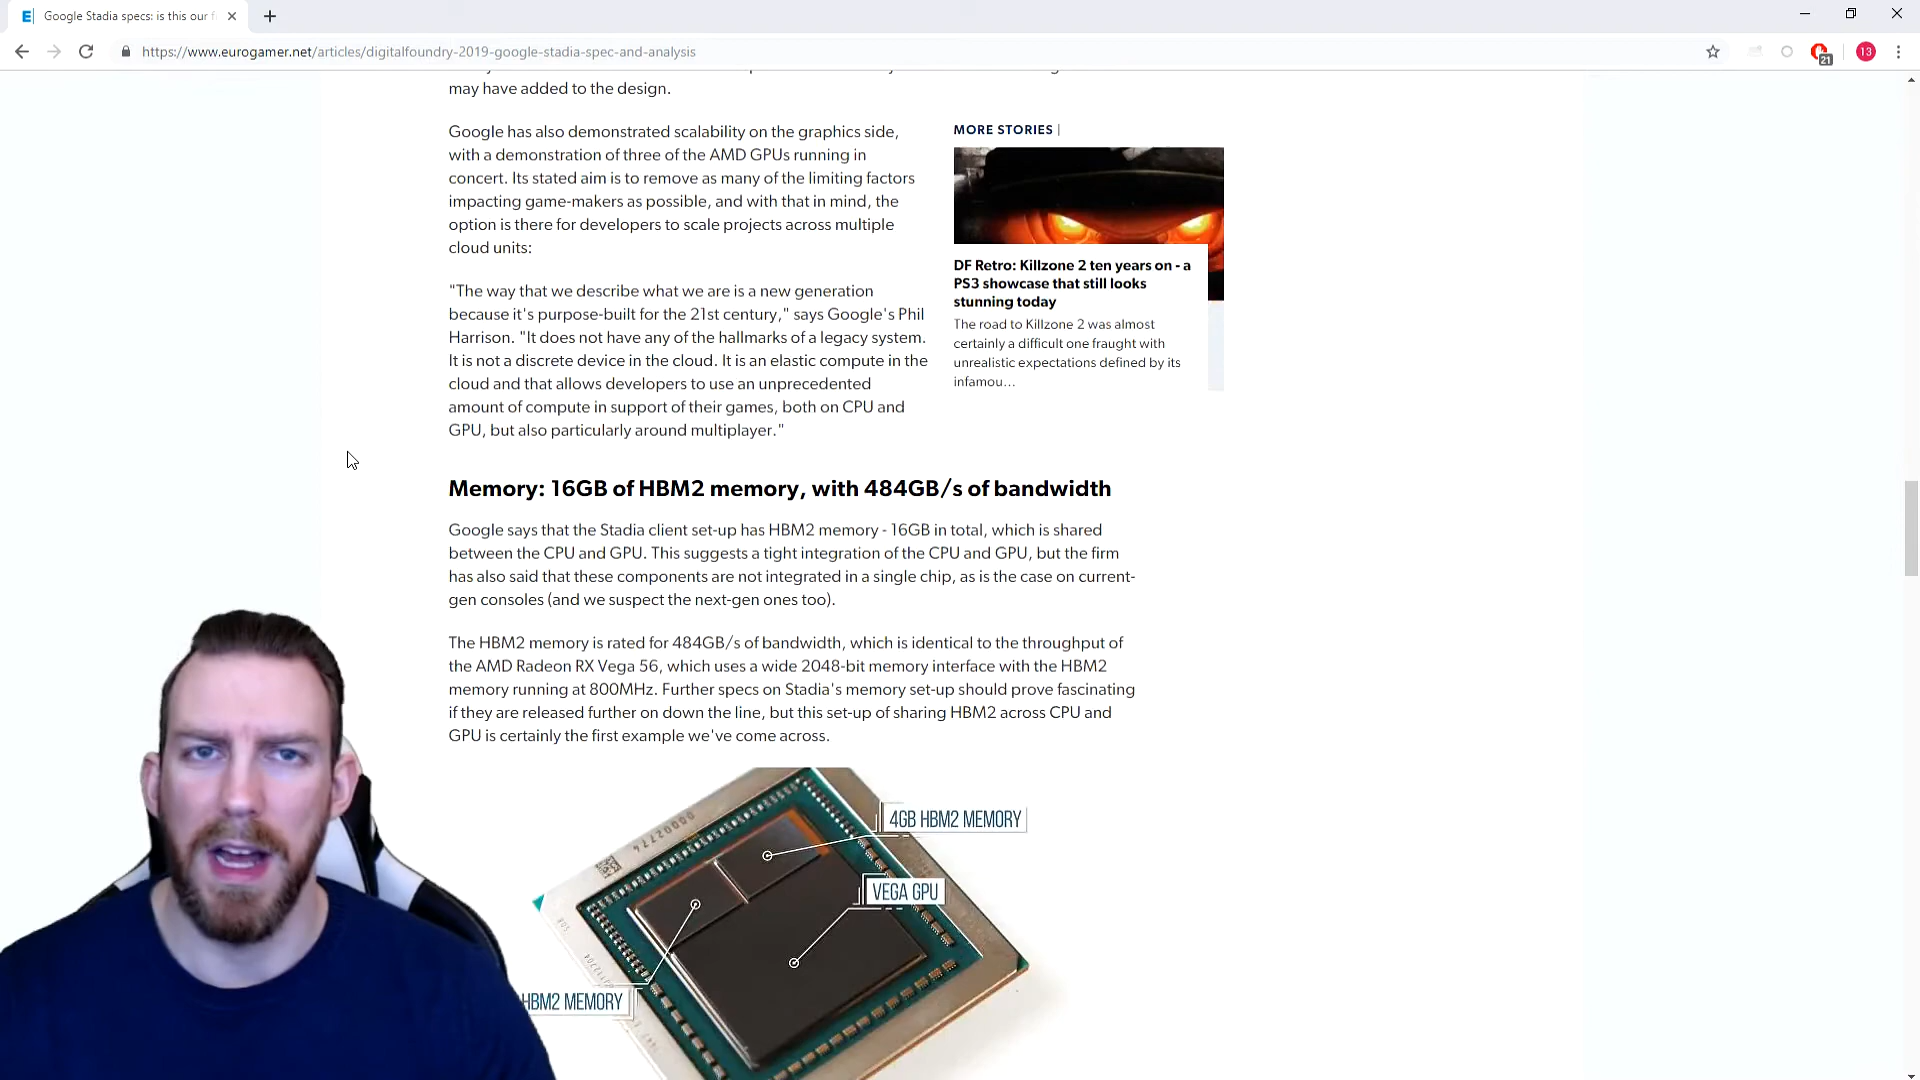 Google Stadia specs: is this our f
https://www.eurogamer.net/articles/digitalfoundry-2019-google-stadia-spec-and-analysis
21
13
may have added to the design.
Google has also demonstrated scalability on the graphics side,
with a demonstration of three of the AMD GPUs running in
concert. Its stated aim is to remove as many of the limiting factors
impacting game-makers as possible, and with that in mind, the
option is there for developers to scale projects across multiple
cloud units:
"The way that we describe what we are is a new generation
because it's purpose-built for the 21st century," says Google's Phil
Harrison. "It does not have any of the hallmarks of a legacy system.
It is not a discrete device in the cloud. It is an elastic compute in the
cloud and that allows developers to use an unprecedented
amount of compute in support of their games, both on CPU and
GPU, but also particularly around multiplayer."
MORE STORIES |
DF Retro: Killzone 2 ten years on - a
PS3 showcase that still looks
stunning today
The road to Killzone 2 was almost
certainly a difficult one fraught with
unrealistic expectations defined by its
infamou...
Memory: 16GB of HBM2 memory, with 484GB/s of bandwidth
Google says that the Stadia client set-up has HBM2 memory - 16GB in total, which is shared
between the CPU and GPU. This suggests a tight integration of the CPU and GPU, but the firm
has also said that these components are not integrated in a single chip, as is the case on current-
gen consoles (and we suspect the next-gen ones too).
The HBM2 memory is rated for 484GB/s of bandwidth, which is identical to the throughput of
the AMD Radeon RX Vega 56, which uses a wide 2048-bit memory interface with the HBM2
memory running at 800MHz. Further specs on Stadia's memory set-up should prove fascinating
if they are released further on down the line, but this set-up of sharing HBM2 across CPU and
GPU is certainly the first example we've come across.
4GB HBM2 MEMORY
VEGA GPU
HBM2 MEMORY